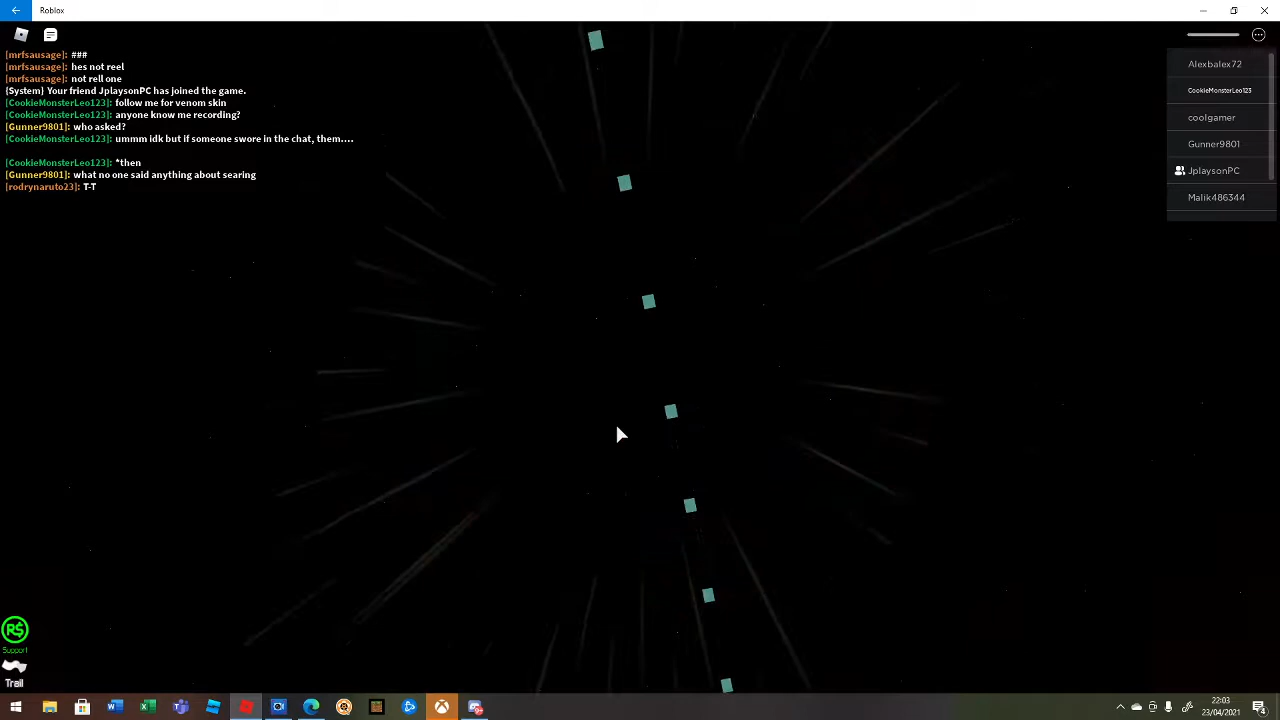 Roblox
[mrfsausage]: ###
[mrfsausage]: hes not reel
[mrfsausage]: not rell one
{System} Your friend JplaysonPC has joined the game.
[CookieMonsterLeo123]: follow me for venom skin
[CookieMonsterLeo123]: anyone know me recording?
[Gunner9801]: who asked?
[CookieMonsterLeo123]: ummm idk but if someone swore in the chat, them....
[CookieMonsterLeo123]: *then
[Gunner9801]: what no one said anything about searing
[rodrynaruto23]: T-T
Alexbalex72
CookieMonsterLeo123
coolgamer
Gunner9801
JplaysonPC
Malik486344
R$
Support
Trail
22:03
23/04/2021